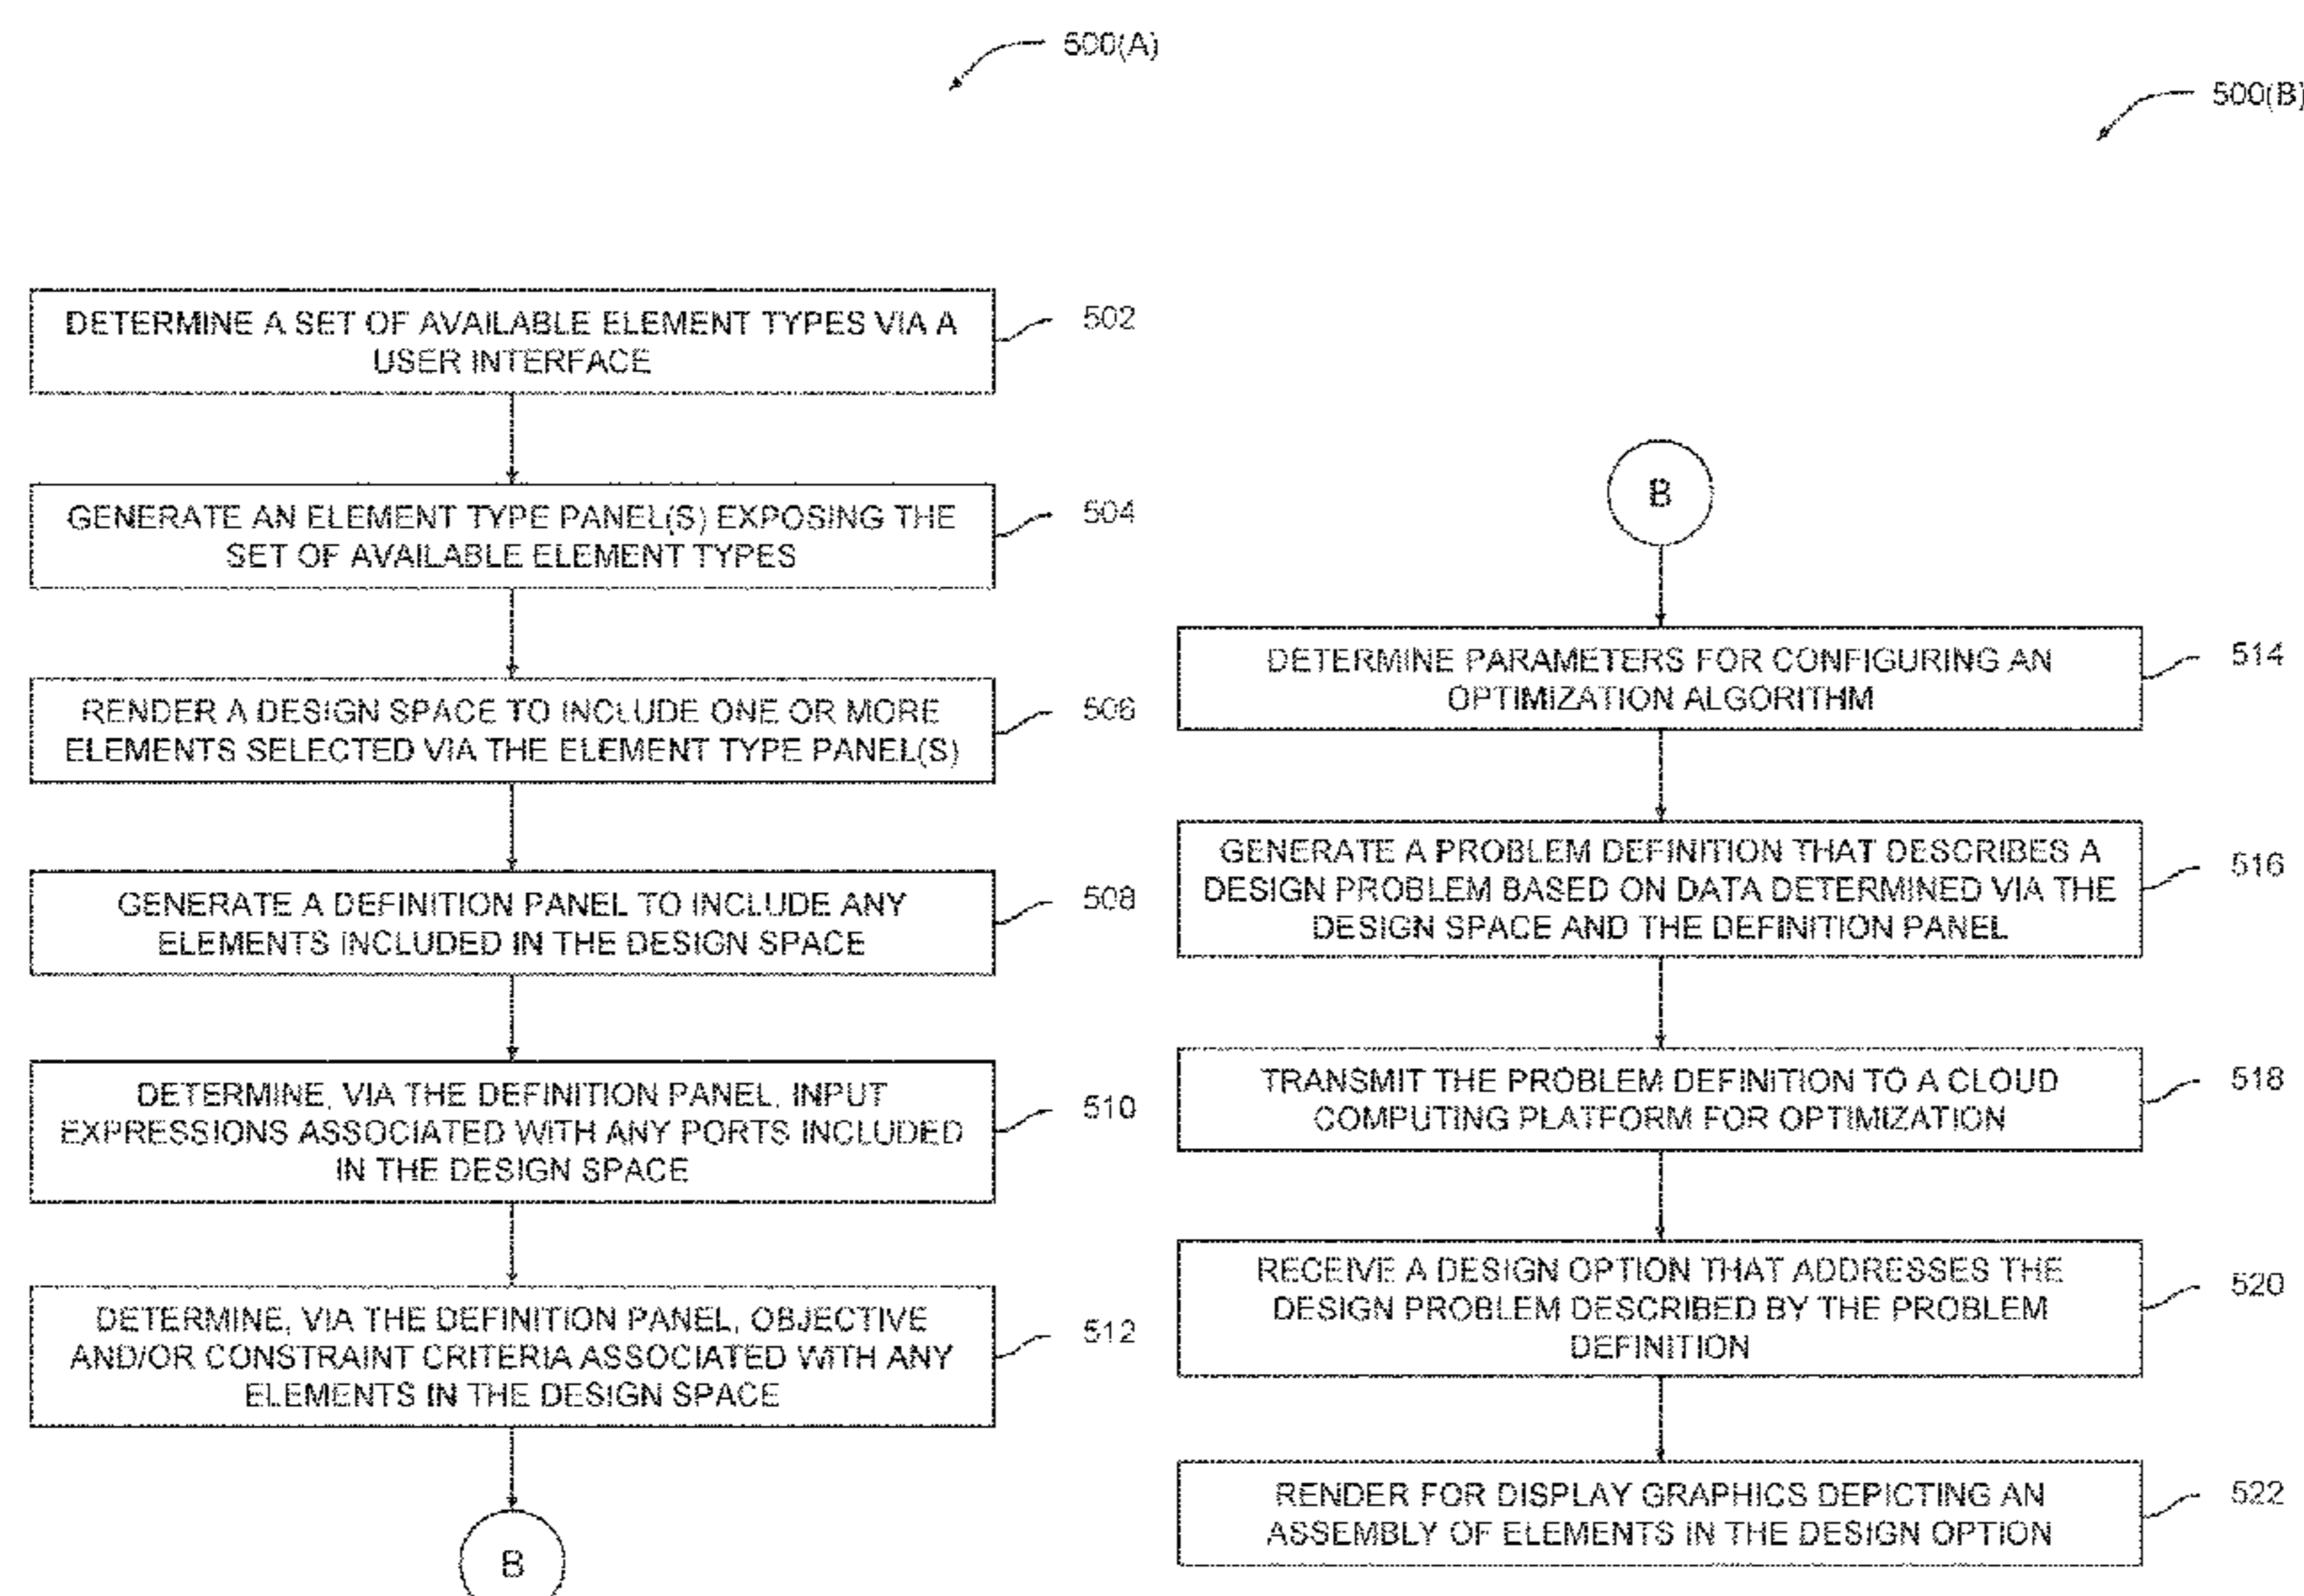 500(A)
DETERMINE A SET OF AVAILABLE ELEMENT TYPES VIA A
USER INTERFACE
502
GENERATE AN ELEMENT TYPE PANEL(S) EXPOSING THE
SET OF AVAILABLE ELEMENT TYPES
504
RENDER A DESIGN SPACE TO INCLUDE ONE OR MORE
ELEMENTS SELECTED VIA THE ELEMENT TYPE PANEL(S)
506
GENERATE A DEFINITION PANEL TO INCLUDE ANY
ELEMENTS INCLUDED IN THE DESIGN SPACE
508
DETERMINE, VIA THE DEFINITION PANEL, INPUT
EXPRESSIONS ASSOCIATED WITH ANY PORTS INCLUDED
IN THE DESIGN SPACE
510
DETERMINE, VIA THE DEFINITION PANEL, OBJECTIVE
AND/OR CONSTRAINT CRITERIA ASSOCIATED WITH ANY
ELEMENTS IN THE DESIGN SPACE
512
B
500(B)
B
DETERMINE PARAMETERS FOR CONFIGURING AN
OPTIMIZATION ALGORITHM
514
GENERATE A PROBLEM DEFINITION THAT DESCRIBES A
DESIGN PROBLEM BASED ON DATA DETERMINED VIA THE
DESIGN SPACE AND THE DEFINITION PANEL
516
TRANSMIT THE PROBLEM DEFINITION TO A CLOUD
COMPUTING PLATFORM FOR OPTIMIZATION
518
RECEIVE A DESIGN OPTION THAT ADDRESSES THE
DESIGN PROBLEM DESCRIBED BY THE PROBLEM
DEFINITION
520
RENDER FOR DISPLAY GRAPHICS DEPICTING AN
ASSEMBLY OF ELEMENTS IN THE DESIGN OPTION
522